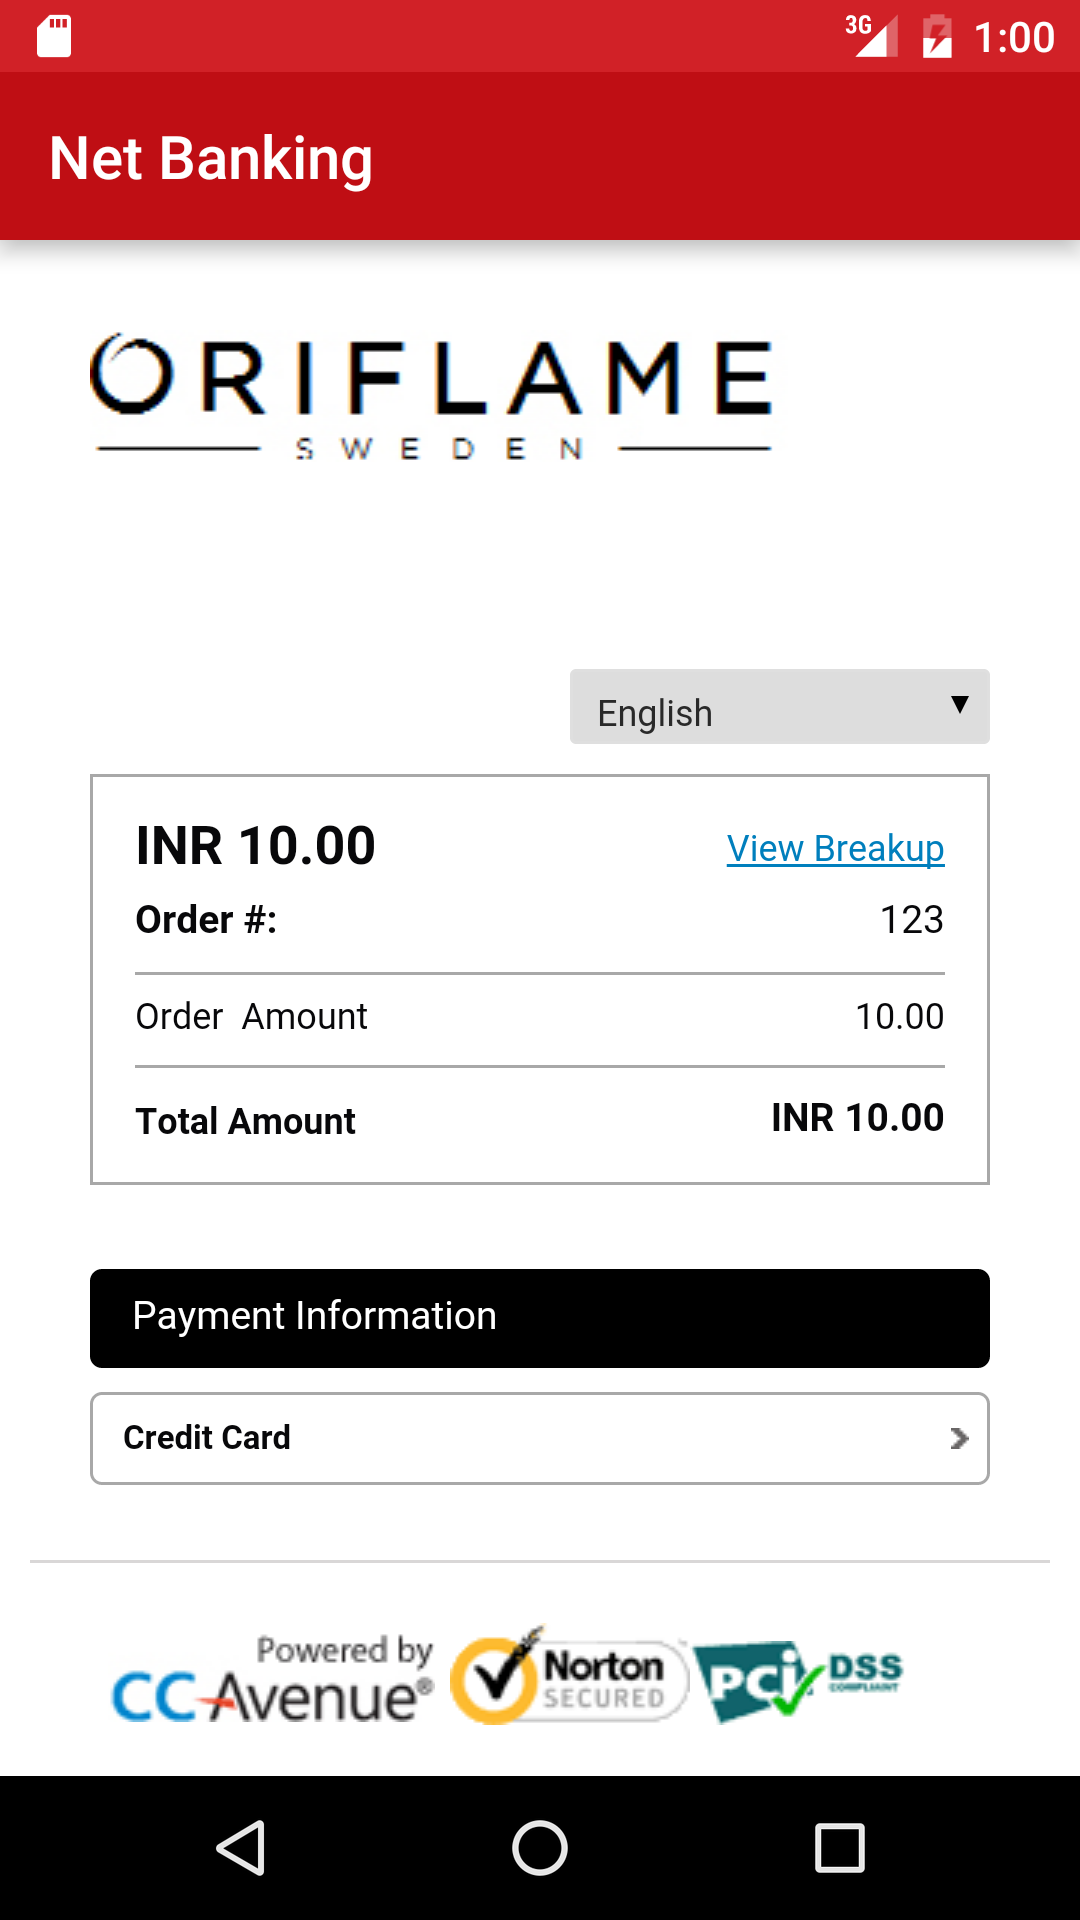 3G 1:00
Net Banking
ORIFLAME
SWEDEN
English
INR 10.00 View Breakup
Order #: 123
Order Amount 10.00
Total Amount INR 10.00
Payment Information
Credit Card
Powered by
CCAvenue®
Norton
SECURED
PCI DSS
COMPLIANT